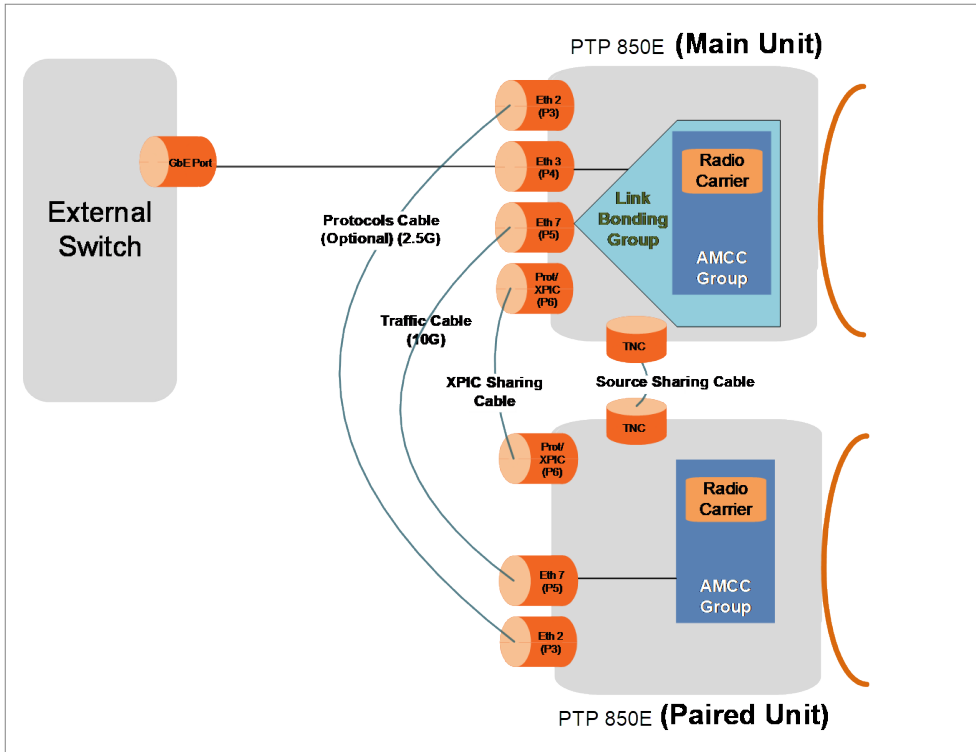 PTP 850E (Main Unit)
External
Switch
GbE Port
Eth 2
(P3)
Eth 3
(P4)
Eth 7
(P5)
Prot/
XPIC
(P6)
Link
Bonding
Group
Radio
Carrier
AMCC
Group
Protocols Cable
(Optional) (2.5G)
Traffic Cable
(10G)
XPIC Sharing
Cable
TNC
Source Sharing Cable
TNC
Prot/
XPIC
(P6)
Eth 7
(P5)
Eth 2
(P3)
Radio
Carrier
AMCC
Group
PTP 850E (Paired Unit)